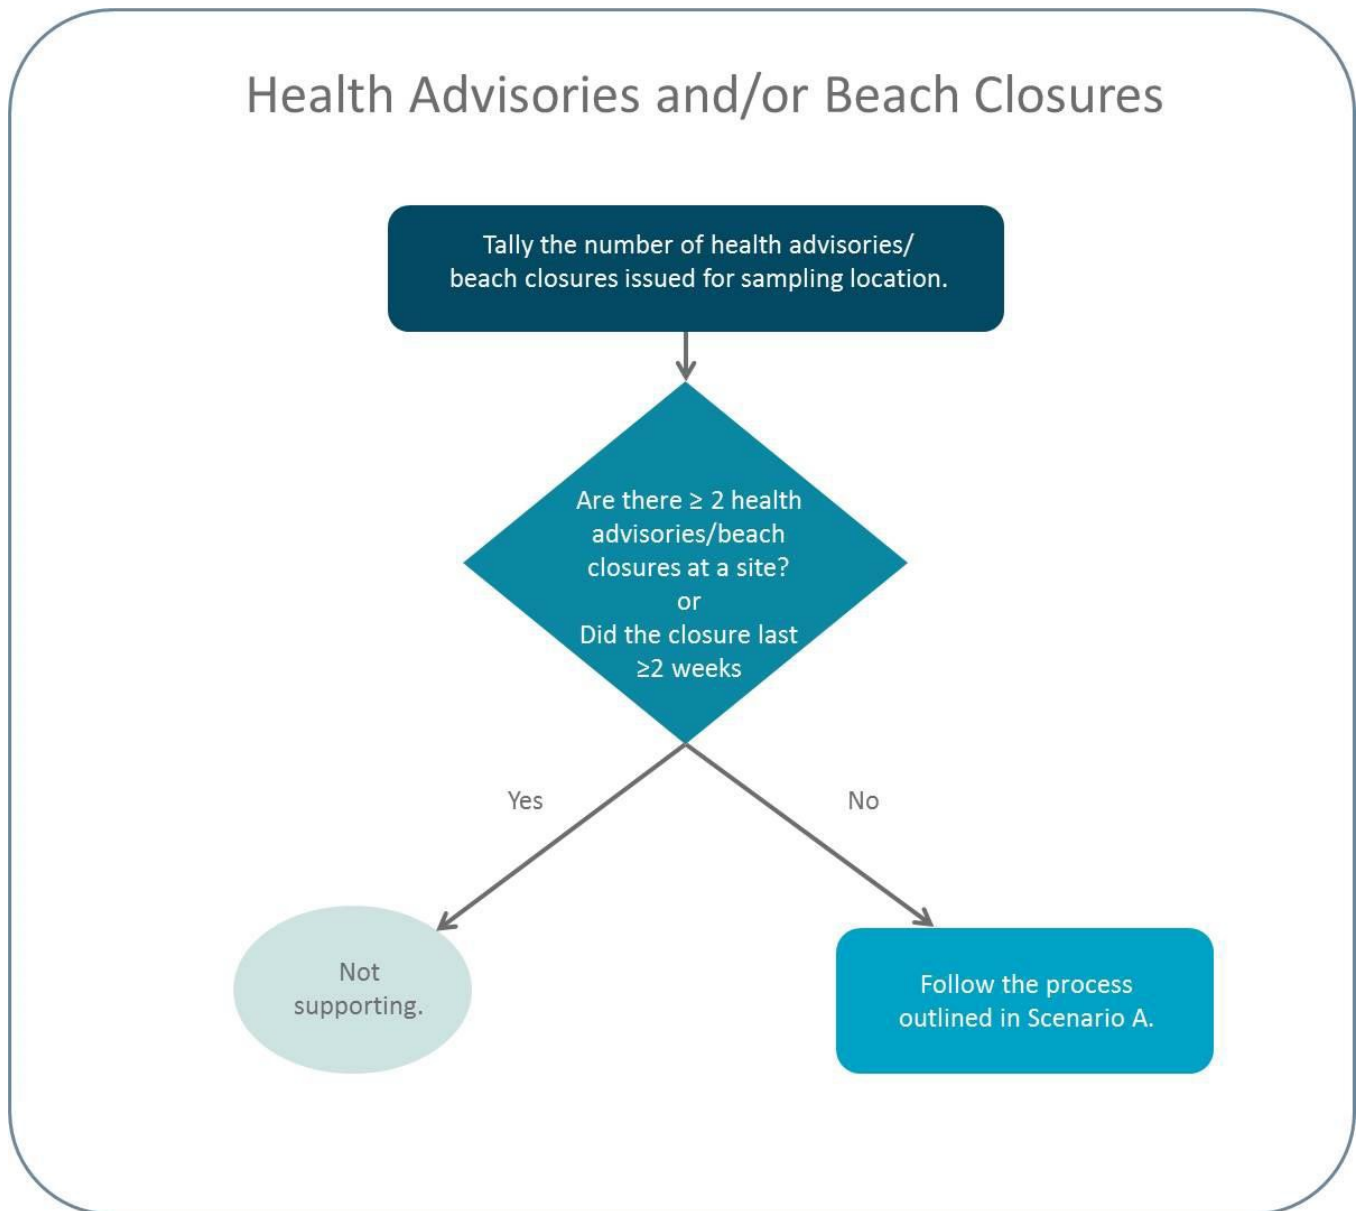 Health Advisories and/or Beach Closures
Tally the number of health advisories/
beach closures issued for sampling location.
Are there ≥ 2 health
advisories/beach
closures at a site?
or
Did the closure last
≥2 weeks
Yes
No
Not
supporting.
Follow the process
outlined in Scenario A.